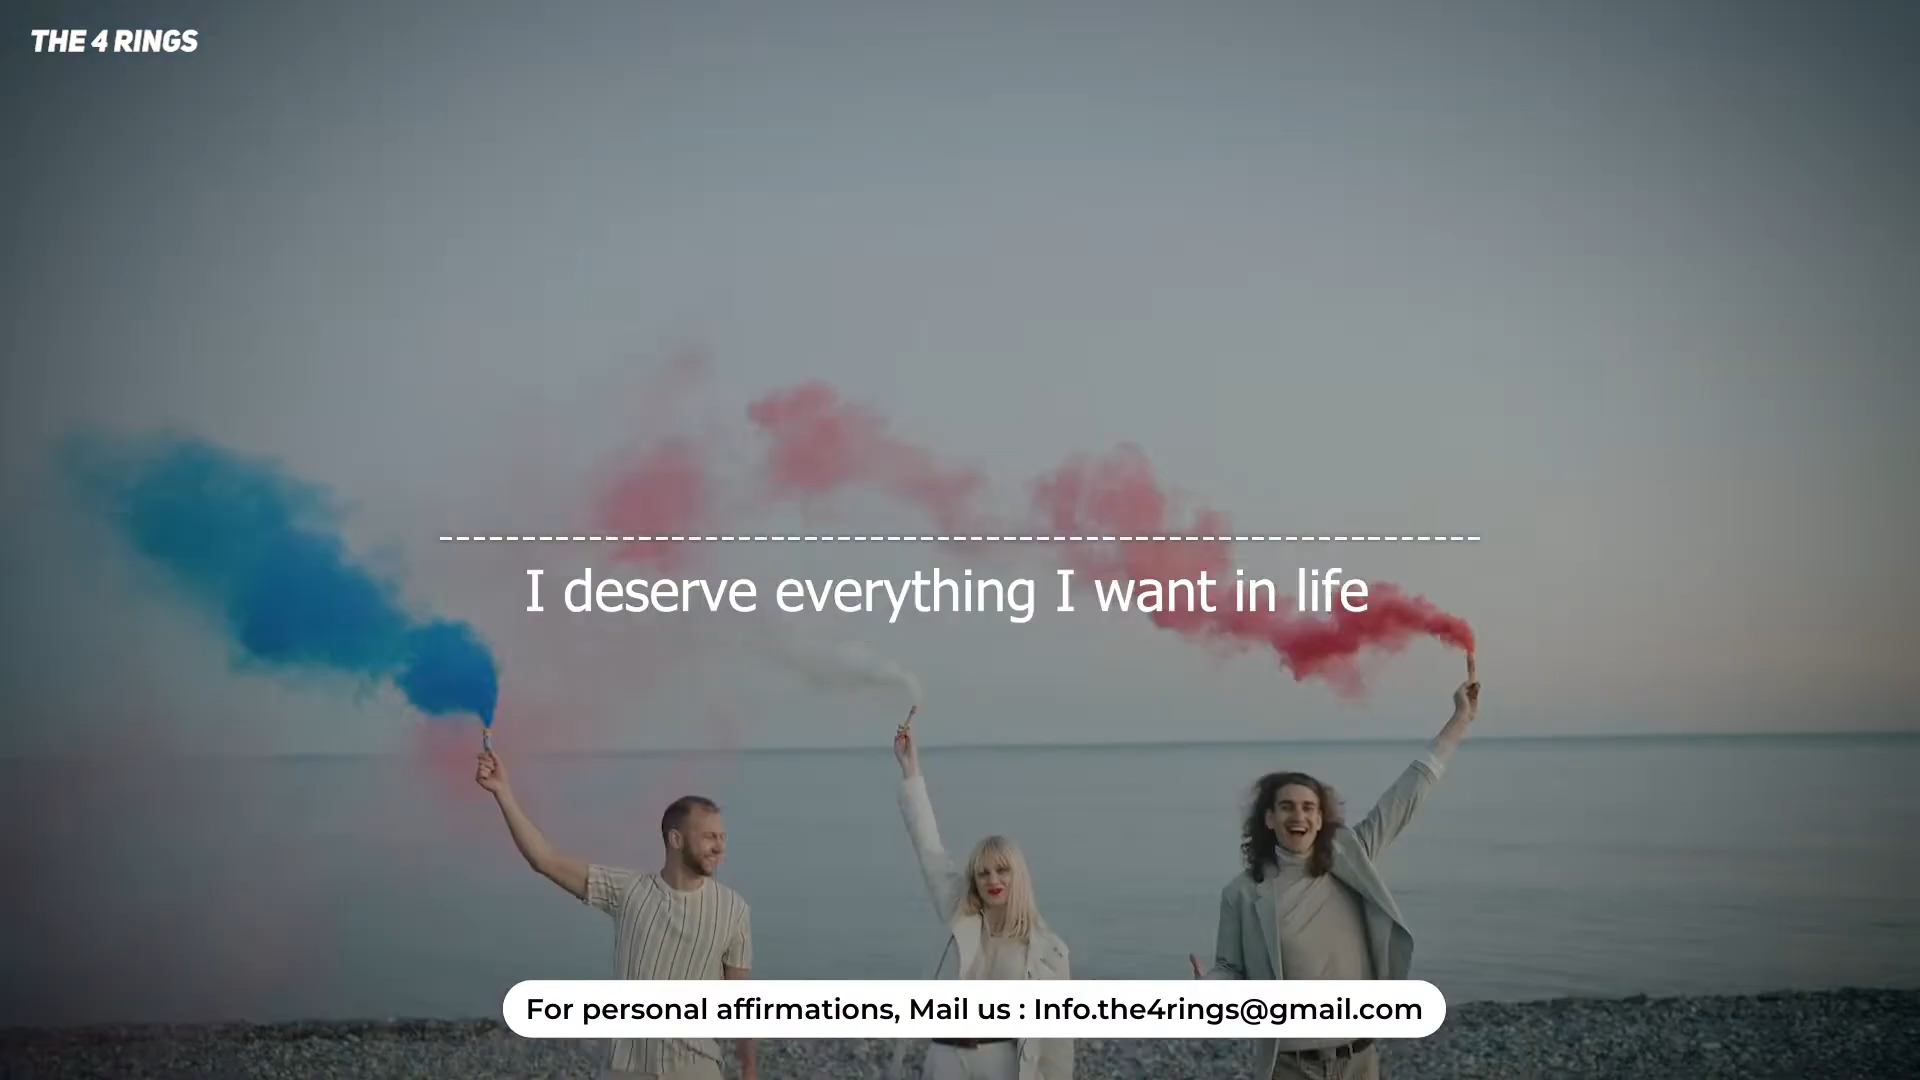 THE 4 RINGS
I deserve everything I want in life
For personal affirmations, Mail us : Info.the4rings@gmail.com